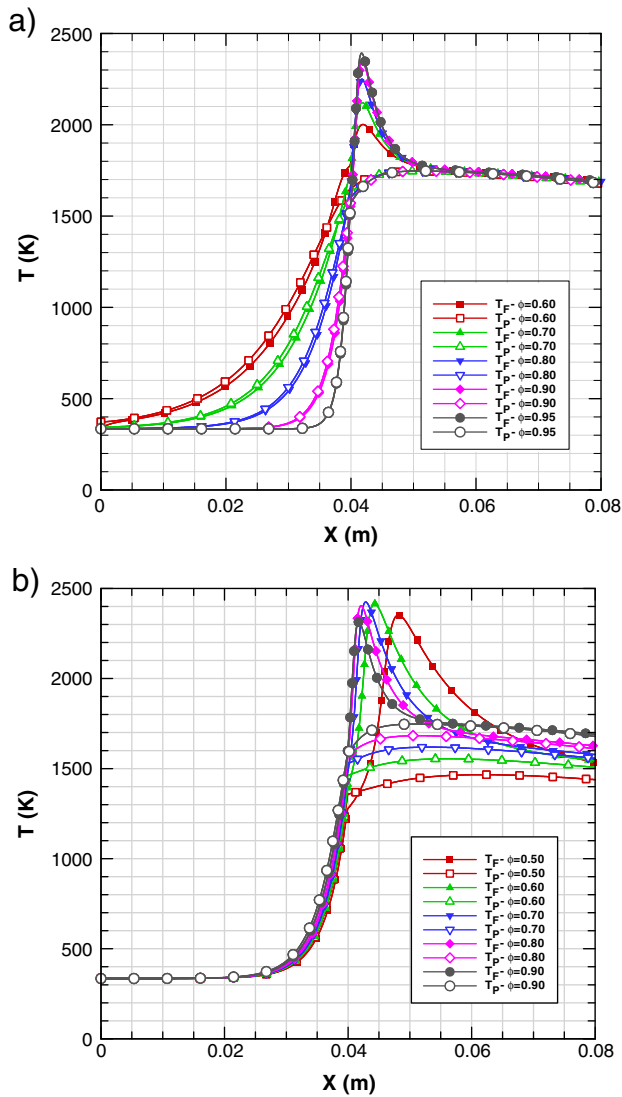 a)
2500
2000
1500
1000
500
0
T (K)
0
0.02
0.04
0.06
0.08
X (m)
T_F - ϕ=0.60
T_P - ϕ=0.60
T_F - ϕ=0.70
T_P - ϕ=0.70
T_F - ϕ=0.80
T_P - ϕ=0.80
T_F - ϕ=0.90
T_P - ϕ=0.90
T_F - ϕ=0.95
T_P - ϕ=0.95
b)
2500
2000
1500
1000
500
0
T (K)
0
0.02
0.04
0.06
0.08
X (m)
T_F - ϕ=0.50
T_P - ϕ=0.50
T_F - ϕ=0.60
T_P - ϕ=0.60
T_F - ϕ=0.70
T_P - ϕ=0.70
T_F - ϕ=0.80
T_P - ϕ=0.80
T_F - ϕ=0.90
T_P - ϕ=0.90